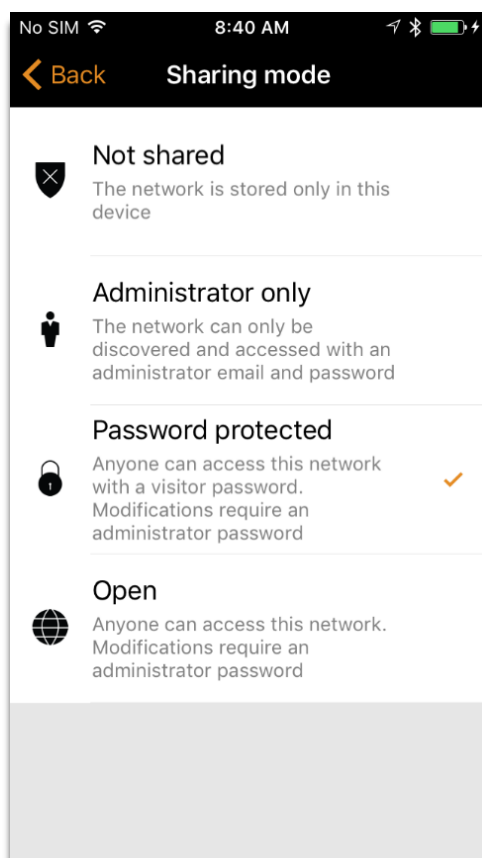 No SIM 8:40 AM
Back Sharing mode
Not shared
The network is stored only in this
device
Administrator only
The network can only be
discovered and accessed with an
administrator email and password
Password protected
Anyone can access this network
with a visitor password.
Modifications require an
administrator password
Open
Anyone can access this network.
Modifications require an
administrator password